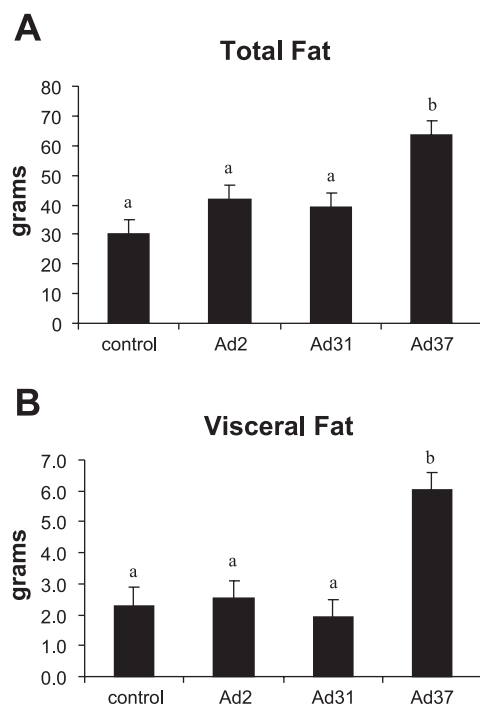 A
Total Fat
80
70
60
50
40
30
20
10
0
grams
a
a
a
b
control Ad2 Ad31 Ad37
B
Visceral Fat
7.0
6.0
5.0
4.0
3.0
2.0
1.0
0.0
grams
a
a
a
b
control Ad2 Ad31 Ad37